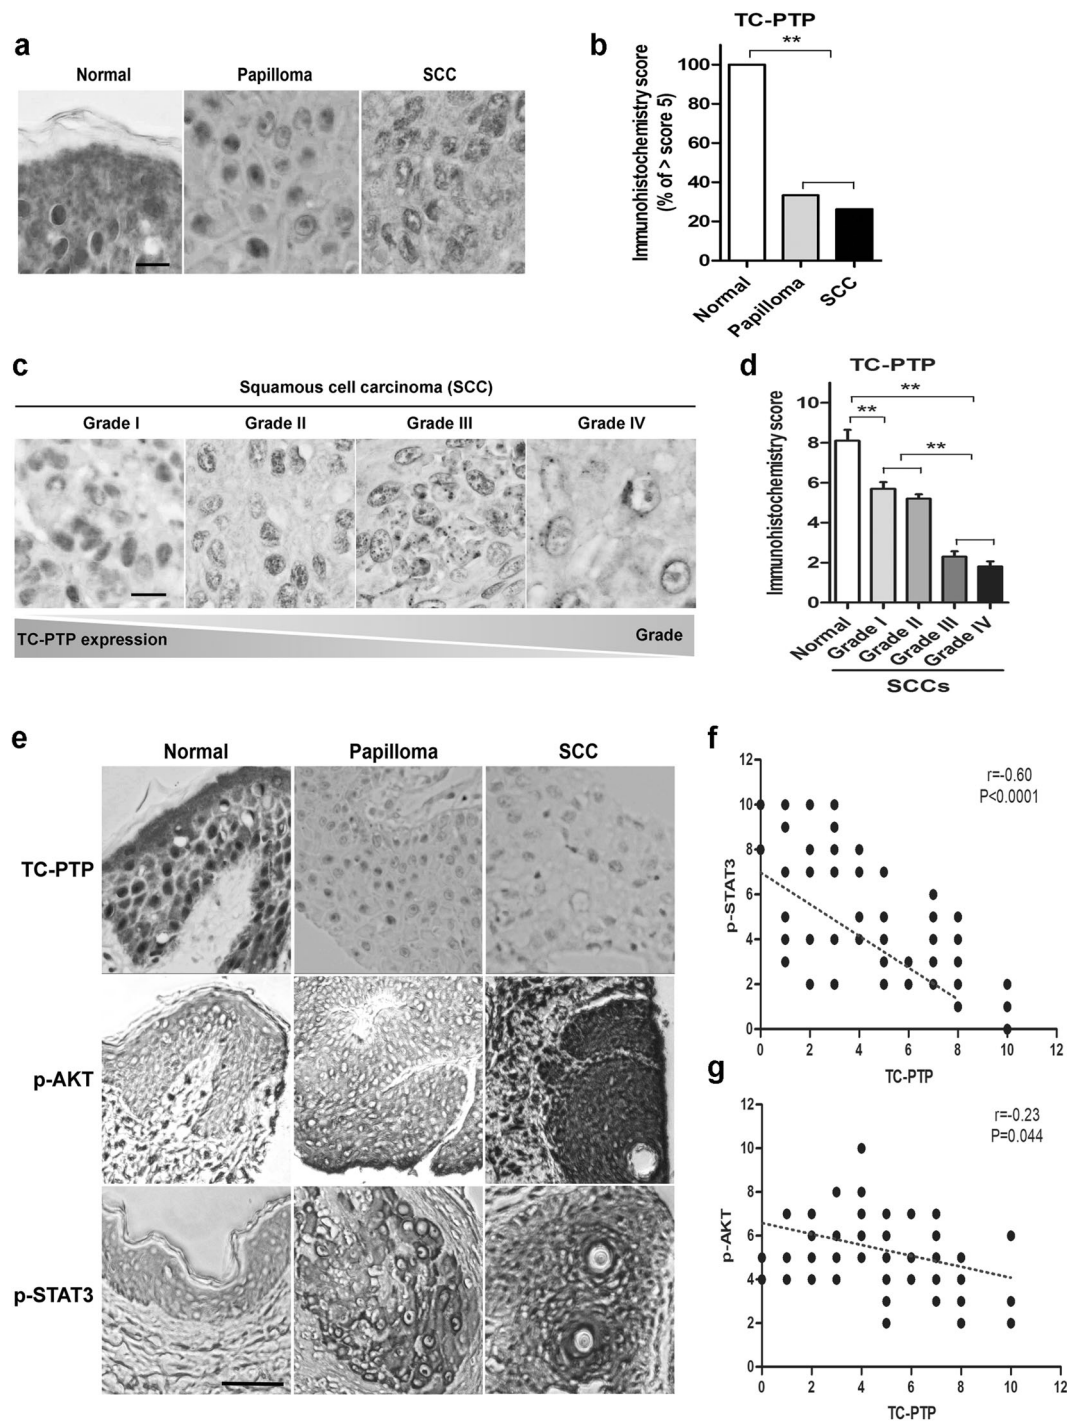 a
Normal Papilloma SCC
b
TC-PTP
**
Immunohistochemistry score
(% of > score 5)
100
80
60
40
20
0
Normal
Papilloma
SCC
c
Squamous cell carcinoma (SCC)
Grade I Grade II Grade III Grade IV
TC-PTP expression
Grade
d
TC-PTP
**
**
**
Immunohistochemistry score
10
8
6
4
2
0
Normal
Grade I
Grade II
Grade III
Grade IV
SCCs
e
Normal Papilloma SCC
TC-PTP
p-AKT
p-STAT3
f
r=-0.60
P<0.0001
p-STAT3
12
10
8
6
4
2
0
0 2 4 6 8 10 12
TC-PTP
g
r=-0.23
P=0.044
p-AKT
12
10
8
6
4
2
0
0 2 4 6 8 10 12
TC-PTP